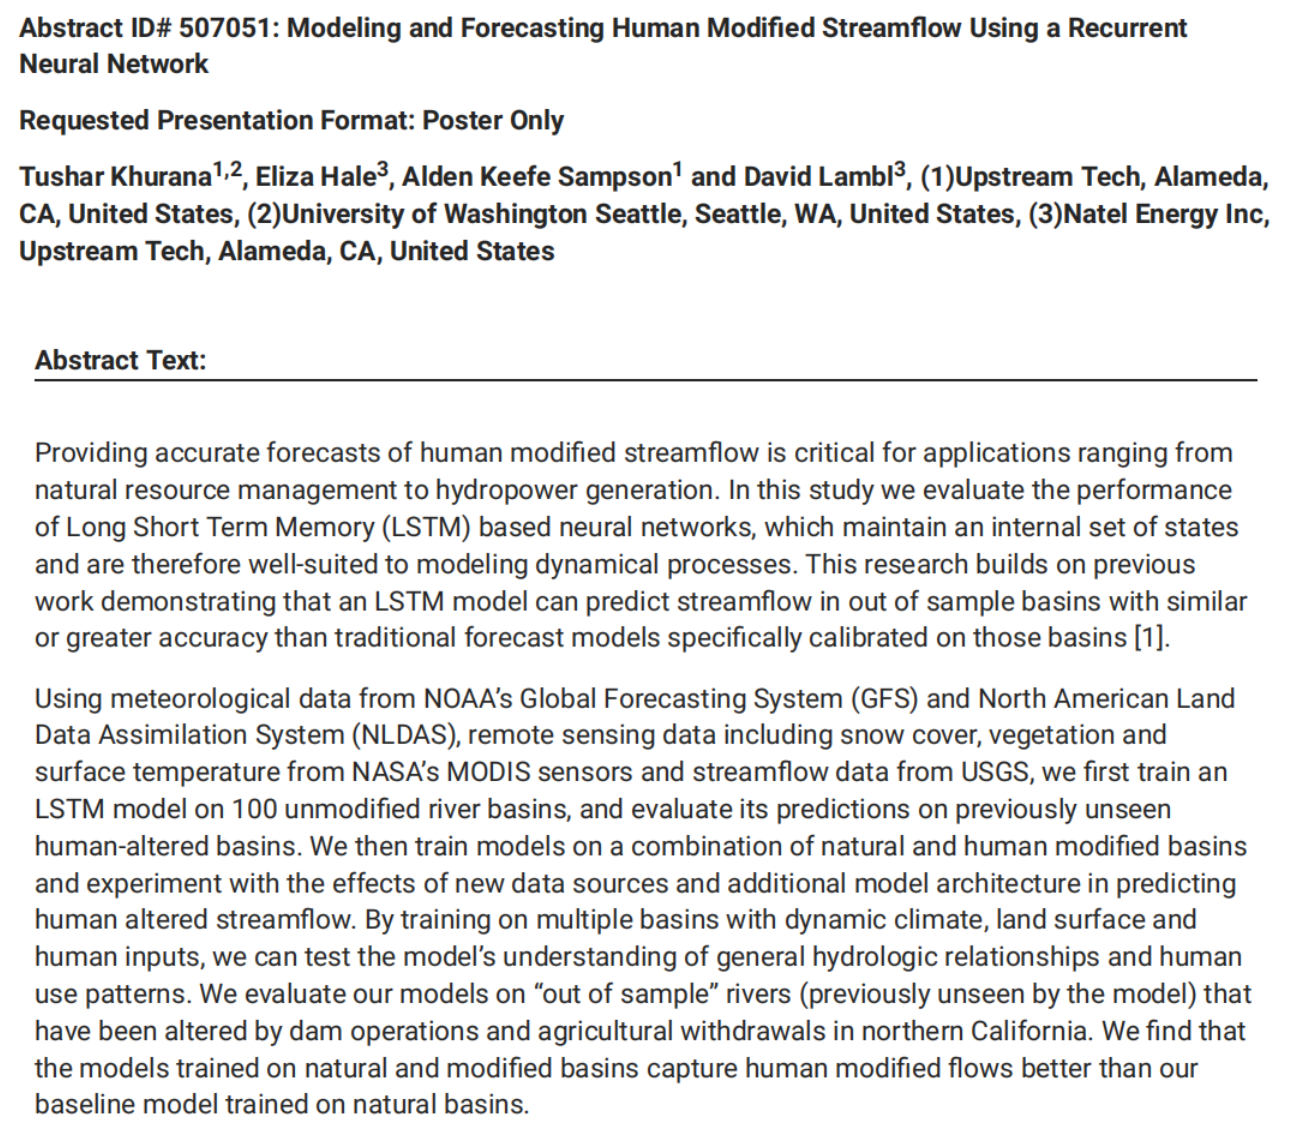 Abstract ID# 507051: Modeling and Forecasting Human Modified Streamflow Using a Recurrent
Neural Network
Requested Presentation Format: Poster Only
Tushar Khurana1,2, Eliza Hale3, Alden Keefe Sampson1 and David Lambl3, (1)Upstream Tech, Alameda,
CA, United States, (2)University of Washington Seattle, Seattle, WA, United States, (3)Natel Energy Inc,
Upstream Tech, Alameda, CA, United States
Abstract Text:
Providing accurate forecasts of human modified streamflow is critical for applications ranging from
natural resource management to hydropower generation. In this study we evaluate the performance
of Long Short Term Memory (LSTM) based neural networks, which maintain an internal set of states
and are therefore well-suited to modeling dynamical processes. This research builds on previous
work demonstrating that an LSTM model can predict streamflow in out of sample basins with similar
or greater accuracy than traditional forecast models specifically calibrated on those basins [1].
Using meteorological data from NOAA’s Global Forecasting System (GFS) and North American Land
Data Assimilation System (NLDAS), remote sensing data including snow cover, vegetation and
surface temperature from NASA’s MODIS sensors and streamflow data from USGS, we first train an
LSTM model on 100 unmodified river basins, and evaluate its predictions on previously unseen
human-altered basins. We then train models on a combination of natural and human modified basins
and experiment with the effects of new data sources and additional model architecture in predicting
human altered streamflow. By training on multiple basins with dynamic climate, land surface and
human inputs, we can test the model’s understanding of general hydrologic relationships and human
use patterns. We evaluate our models on “out of sample” rivers (previously unseen by the model) that
have been altered by dam operations and agricultural withdrawals in northern California. We find that
the models trained on natural and modified basins capture human modified flows better than our
baseline model trained on natural basins.